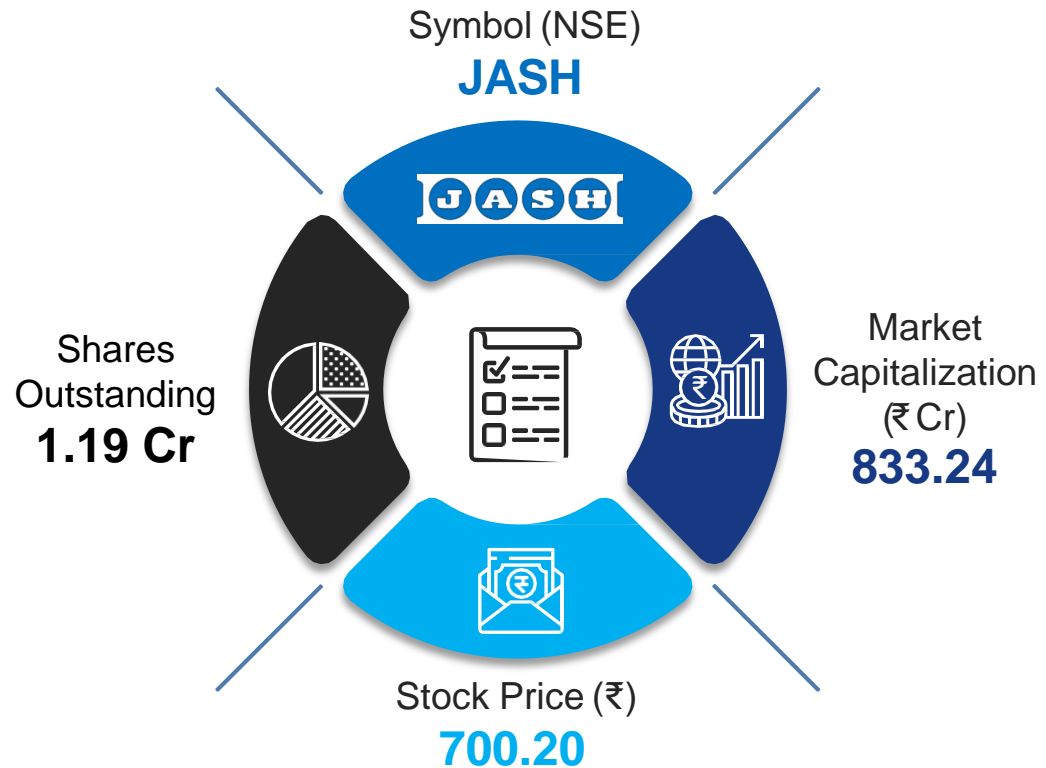 Symbol (NSE)
JASH
JASH
Shares
Outstanding
1.19 Cr
Market
Capitalization
(₹ Cr)
833.24
₹
₹
Stock Price (₹)
700.20